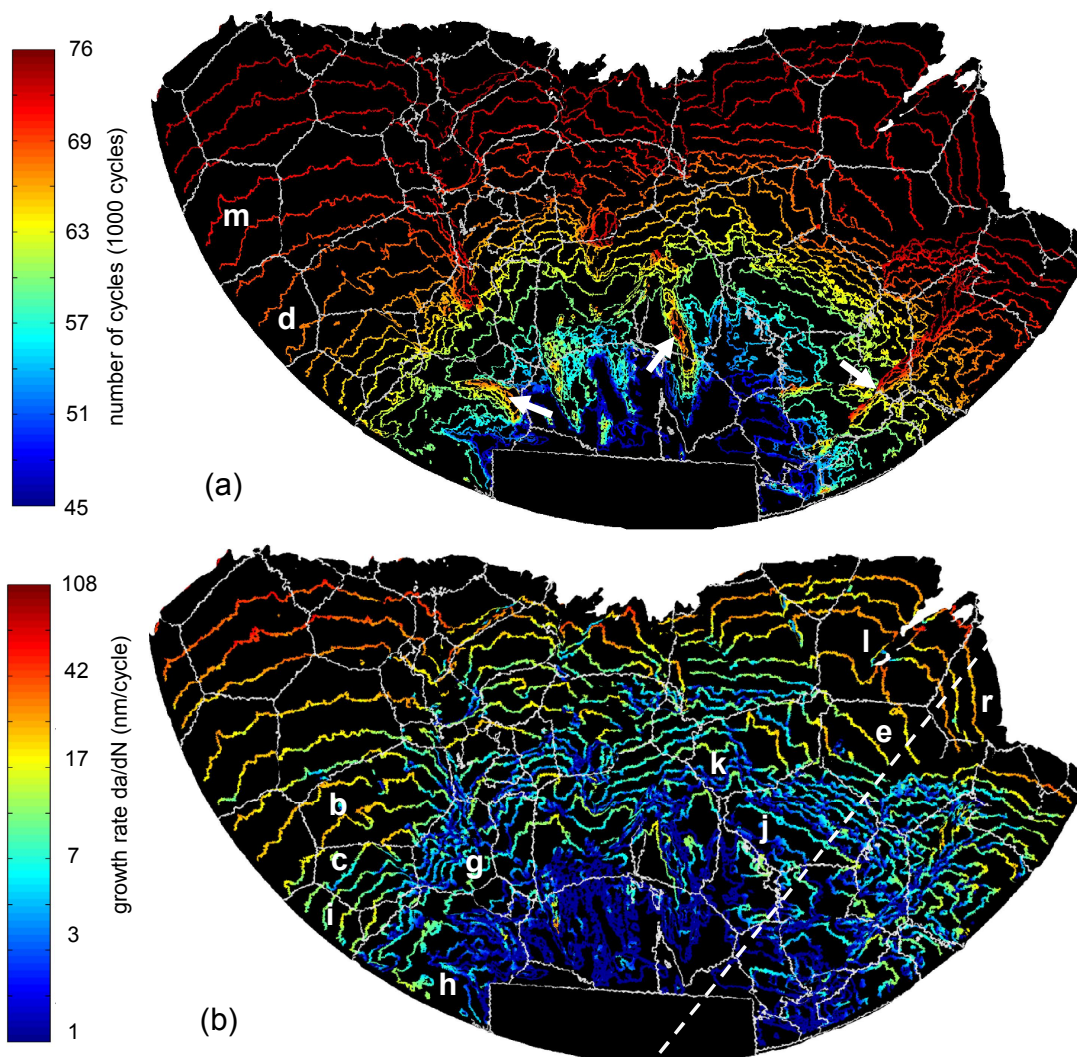 76
69
63
57
51
45
number of cycles (1000 cycles)
m
d
(a)
108
42
17
7
3
1
growth rate da/dN (nm/cycle)
l
r
e
k
b
j
c
g
i
h
(b)